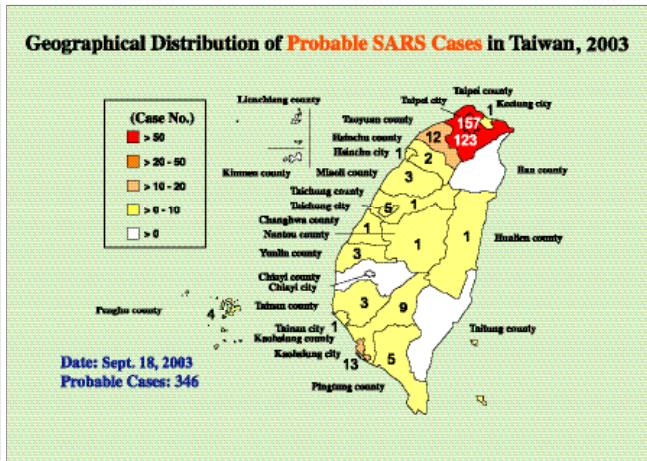 Geographical Distribution of Probable SARS Cases in Taiwan, 2003
Taipei county
Taipei city
1
Keelung city
Lienchiang county
Taoyuan county
157
Hsinchu county
12
123
Hsinchu city
1
2
Kinmen county
Miaoli county
3
Ilan county
Taichung county
1
Taichung city
5
Changhwa county
1
Nantou county
1
1
Hualien county
Yunlin county
3
Chiayi county
Chiayi city
Penghu county
4
Tainan county
3
9
Tainan city
1
Taitung county
Kaohsiung county
Kaohsiung city
13
5
Pingtung county
(Case No.)
> 50
> 20 - 50
> 10 - 20
> 0 - 10
> 0
Date: Sept. 18, 2003
Probable Cases: 346